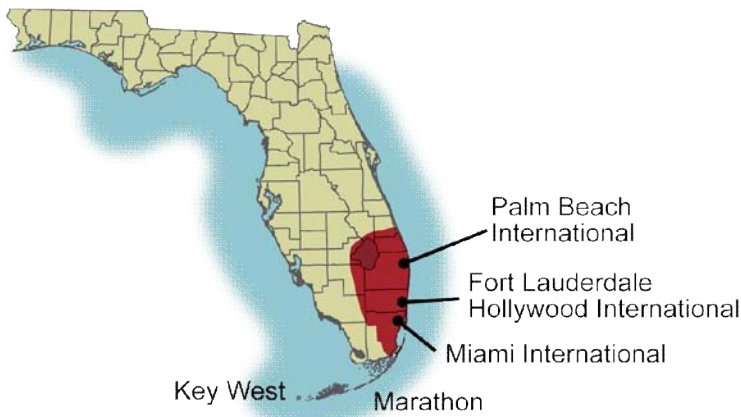 Palm Beach
International
Fort Lauderdale
Hollywood International
Miami International
Key West
Marathon